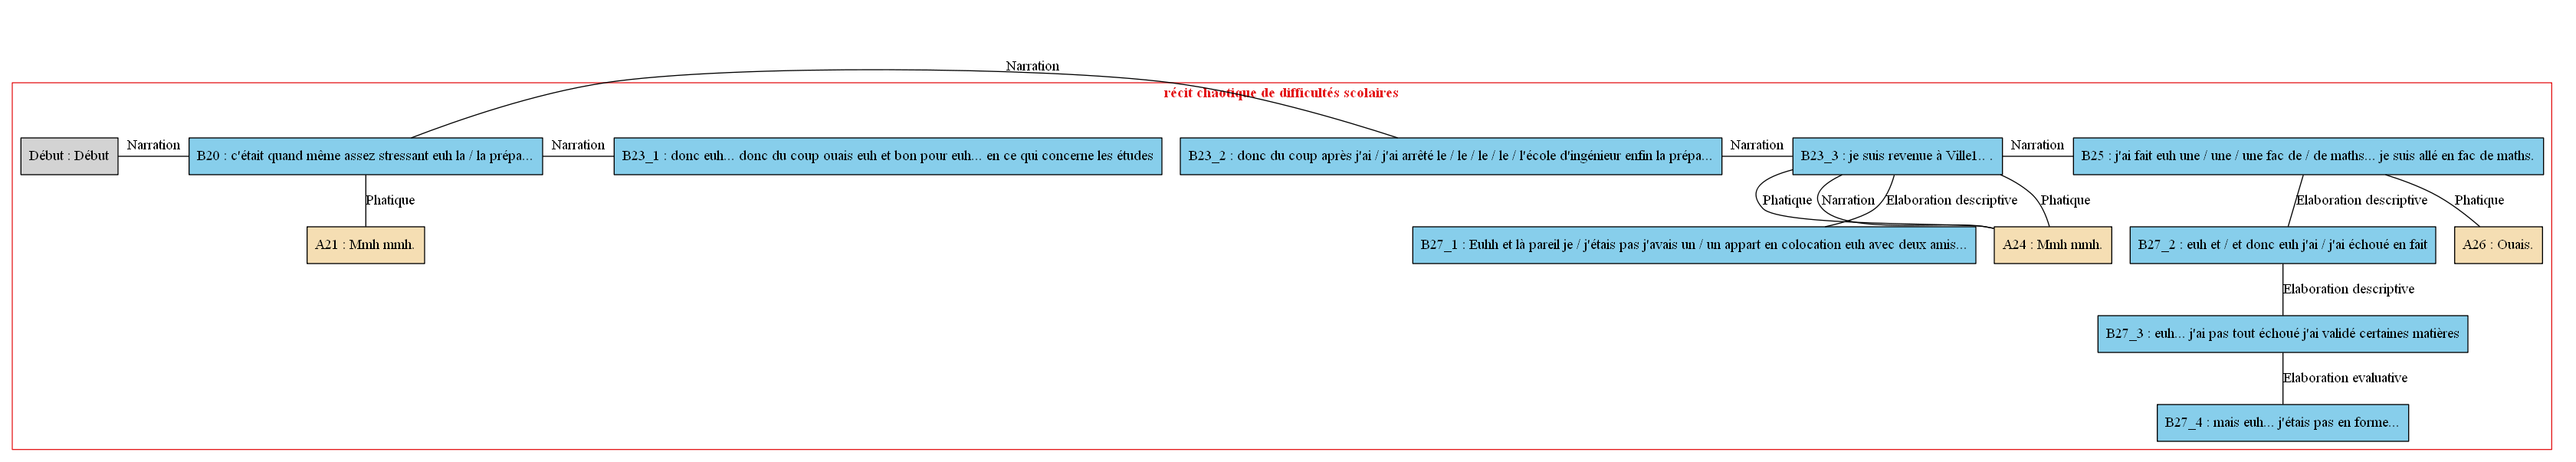 Narration
récit chaotique de difficultés scolaires
Début : Début
Narration
B20 : c'était quand même assez stressant euh la / la prépa...
Narration
B23_1 : donc euh... donc du coup ouais euh et bon pour euh... en ce qui concerne les études
B23_2 : donc du coup après j'ai / j'ai arrêté le / le / le / le / l'école d'ingénieur enfin la prépa...
Narration
B23_3 : je suis revenue à Ville1.. .
Narration
B25 : j'ai fait euh une / une / une fac de / de maths... je suis allé en fac de maths.
Phatique
Phatique
Narration
Elaboration descriptive
Phatique
Elaboration descriptive
Phatique
A21 : Mmh mmh.
B27_1 : Euhh et là pareil je / j'étais pas j'avais un / un appart en colocation euh avec deux amis...
A24 : Mmh mmh.
B27_2 : euh et / et donc euh j'ai / j'ai échoué en fait
A26 : Ouais.
Elaboration descriptive
B27_3 : euh... j'ai pas tout échoué j'ai validé certaines matières
Elaboration evaluative
B27_4 : mais euh... j'étais pas en forme...